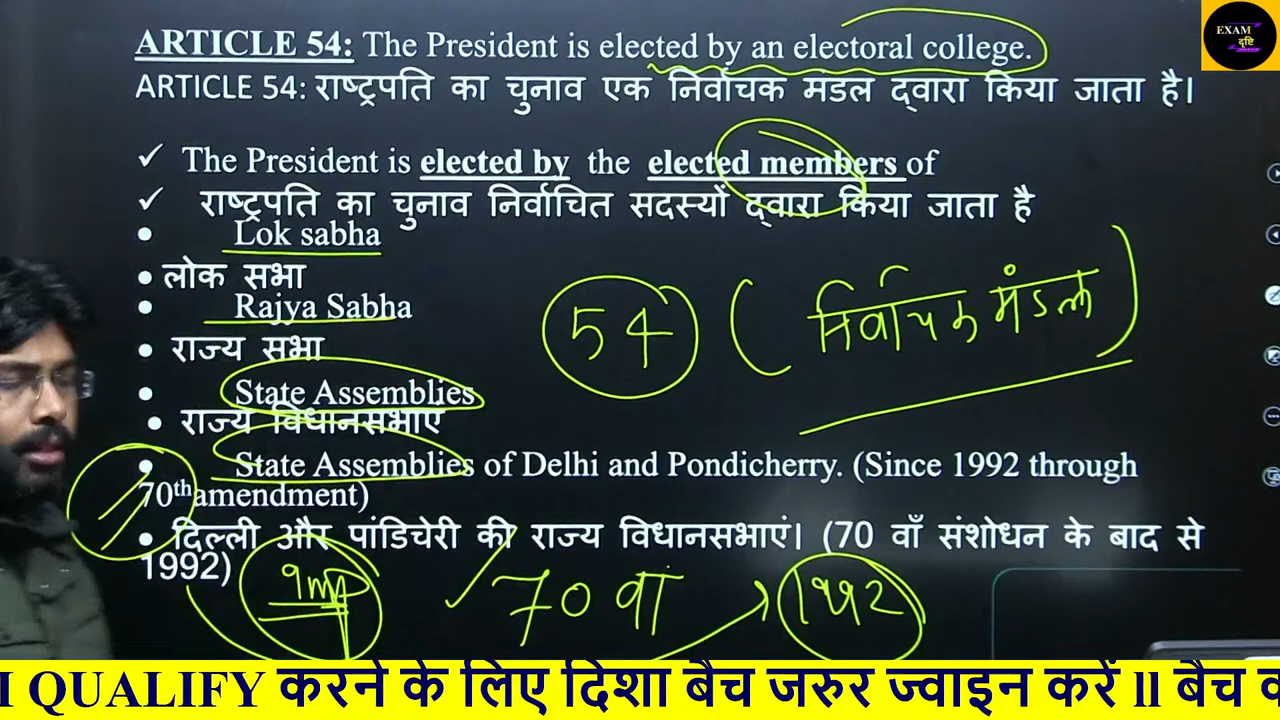 EXAM
दृष्टि
ARTICLE 54: The President is elected by an electoral college.
ARTICLE 54: राष्ट्रपति का चुनाव एक निर्वाचक मंडल द्वारा किया जाता है।
✓ The President is elected by the elected members of
✓ राष्ट्रपति का चुनाव निर्वाचित सदस्यों द्वारा किया जाता है
• Lok sabha
• लोक सभा
• Rajya Sabha
• राज्य सभा
54 (निर्वाचक मंडल)
• State Assemblies
• राज्य विधानसभाएं
• State Assemblies of Delhi and Pondicherry. (Since 1992 through
70th amendment)
• दिल्ली और पांडिचेरी की राज्य विधानसभाएं। (70 वाँ संशोधन के बाद से
1992)
Imp 70 वा 1992
I QUALIFY करने के लिए दिशा बैच जरुर ज्वाइन करें ll बैच